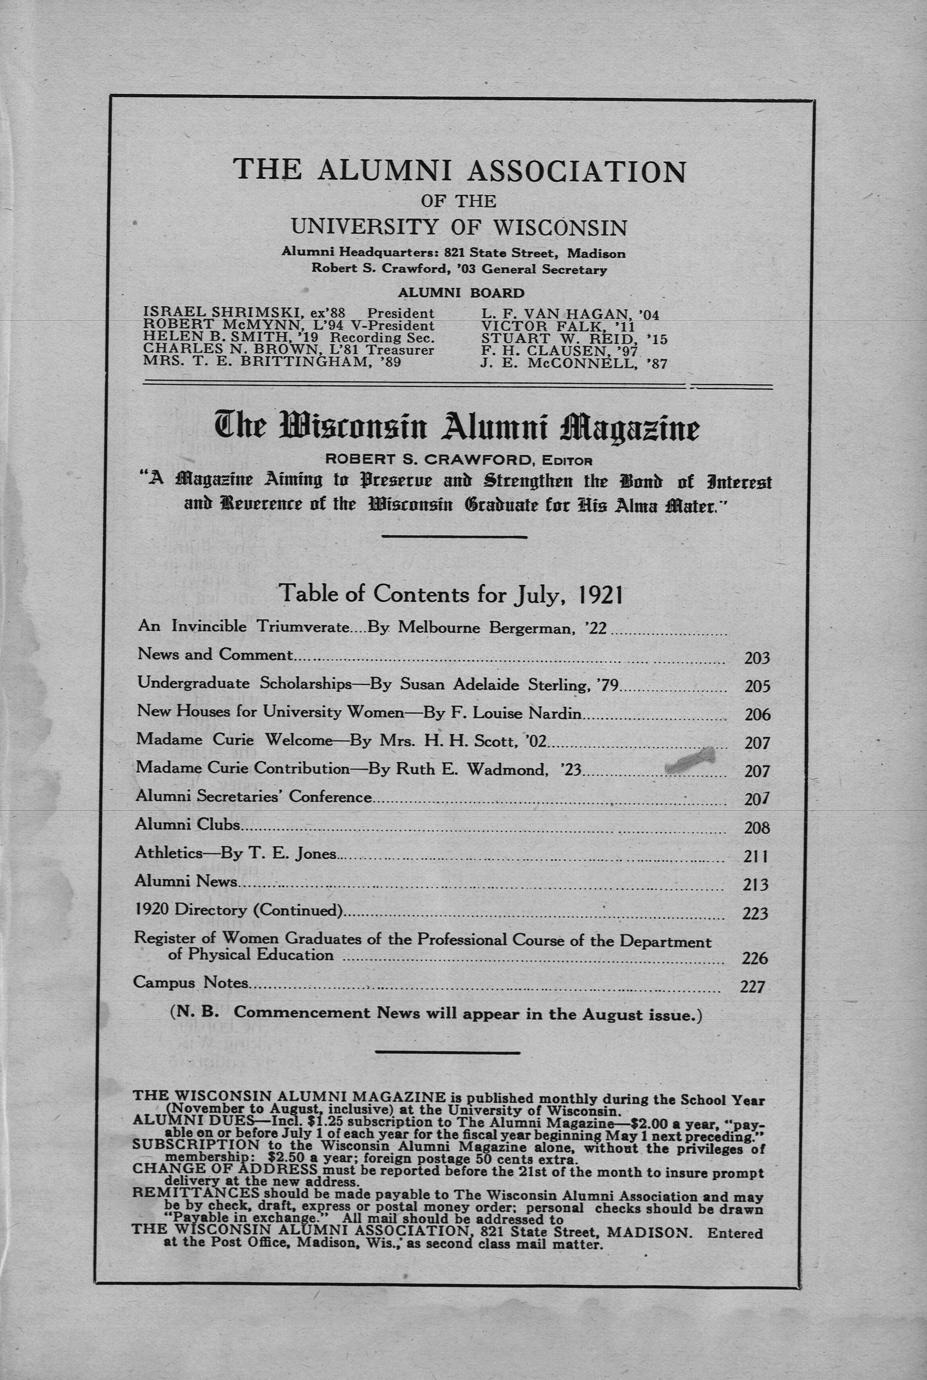 THE ALUMNI ASSOCIATION
OF THE
UNIVERSITY OF WISCONSIN
Alumni Headquarters: 821 State Street, Madison
Robert S. Crawford, '03 General Secretary
ALUMNI BOARD
ISRAEL SHRIMSKI, ex'88 President
ROBERT McMYNN, L'94 V-President
HELEN B. SMITH, '19 Recording Sec.
CHARLES N. BROWN, L'81 Treasurer
MRS. T. E. BRITTINGHAM, '89
L. F. VAN HAGAN, '04
VICTOR FALK, '11
STUART W. REID, '15
F. H. CLAUSEN, '97
J. E. McCONNELL, '87
The Wisconsin Alumni Magazine
ROBERT S. CRAWFORD, EDITOR
"A Magazine Aiming to Preserve and Strengthen the Bond of Interest
and Reverence of the Wisconsin Graduate for His Alma Mater."
Table of Contents for July, 1921
An Invincible Triumverate....By Melbourne Bergerman, '22
News and Comment 203
Undergraduate Scholarships—By Susan Adelaide Sterling, '79 205
New Houses for University Women—By F. Louise Nardin 206
Madame Curie Welcome—By Mrs. H. H. Scott, '02 207
Madame Curie Contribution—By Ruth E. Wadmond, '23 207
Alumni Secretaries' Conference 207
Alumni Clubs 208
Athletics—By T. E. Jones 211
Alumni News 213
1920 Directory (Continued) 223
Register of Women Graduates of the Professional Course of the Department
of Physical Education 226
Campus Notes 227
(N. B. Commencement News will appear in the August issue.)
THE WISCONSIN ALUMNI MAGAZINE is published monthly during the School Year
(November to August, inclusive) at the University of Wisconsin.
ALUMNI DUES—Incl. $1.25 subscription to The Alumni Magazine—$2.00 a year, "pay-
able on or before July 1 of each year for the fiscal year beginning May 1 next preceding."
SUBSCRIPTION to the Wisconsin Alumni Magazine alone, without the privileges of
membership: $2.50 a year; foreign postage 50 cents extra.
CHANGE OF ADDRESS must be reported before the 21st of the month to insure prompt
delivery at the new address.
REMITTANCES should be made payable to The Wisconsin Alumni Association and may
be by check, draft, express or postal money order; personal checks should be drawn
"Payable in exchange." All mail should be addressed to
THE WISCONSIN ALUMNI ASSOCIATION, 821 State Street, MADISON. Entered
at the Post Office, Madison, Wis., as second class mail matter.